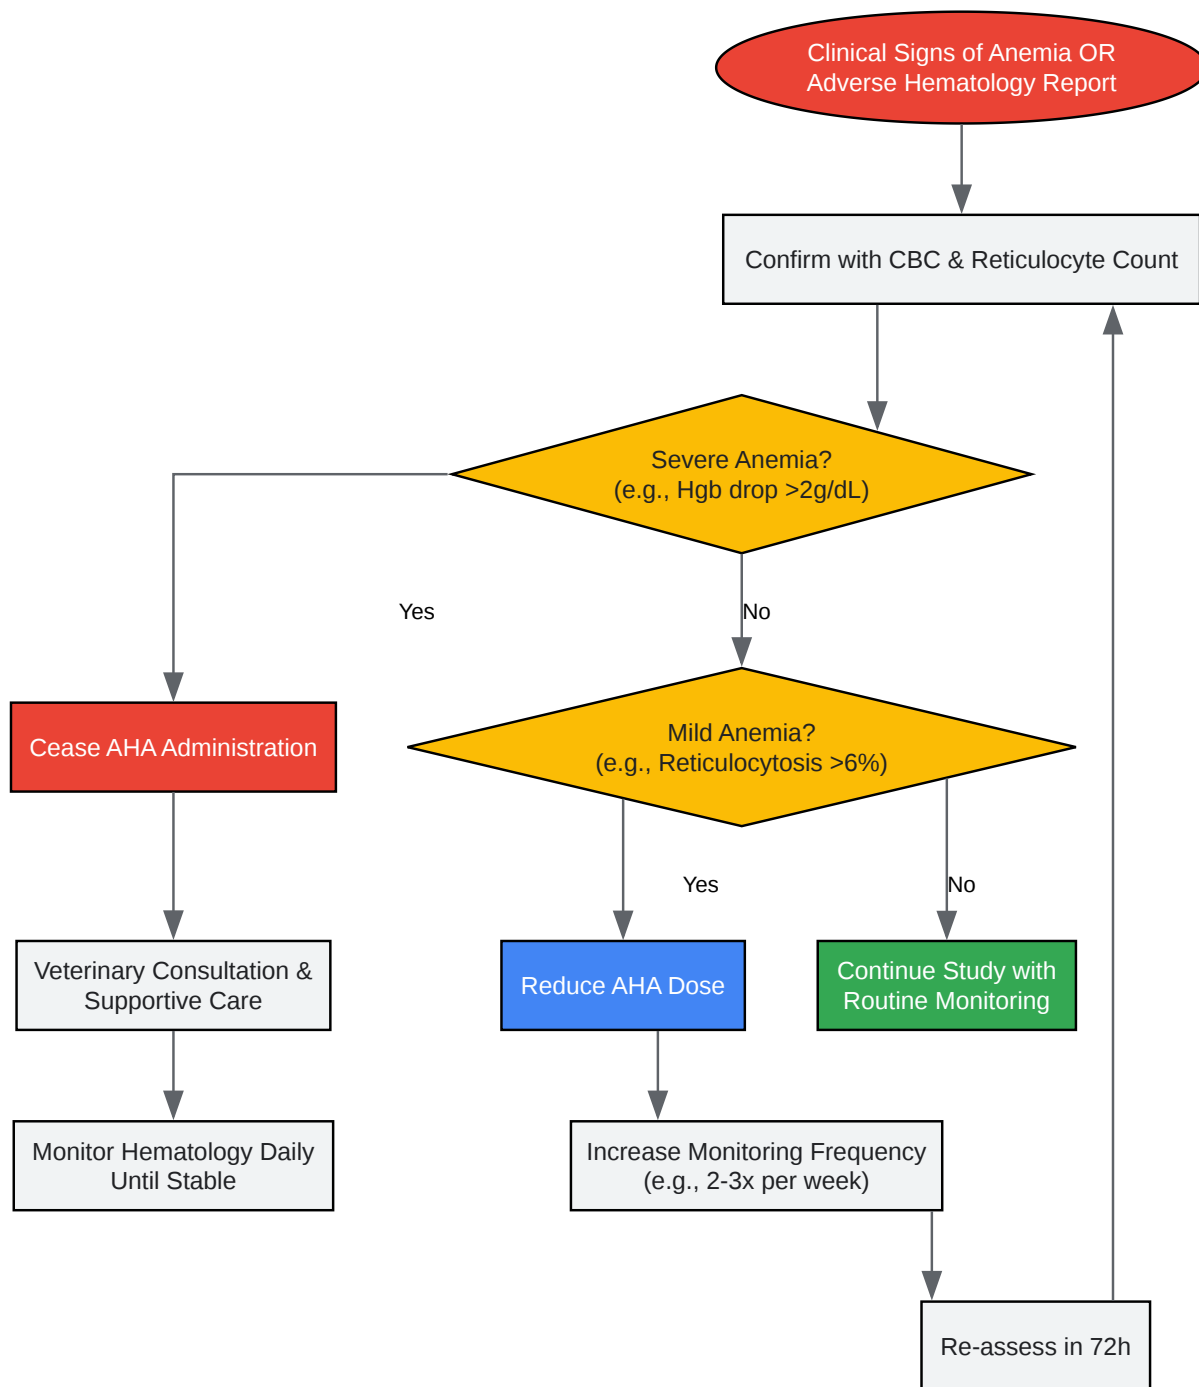 Clinical Signs of Anemia OR
Adverse Hematology Report
Confirm with CBC & Reticulocyte Count
Severe Anemia?
(e.g., Hgb drop >2g/dL)
Yes
No
Cease AHA Administration
Mild Anemia?
(e.g., Reticulocytosis >6%)
Yes
No
Veterinary Consultation &
Supportive Care
Reduce AHA Dose
Continue Study with
Routine Monitoring
Monitor Hematology Daily
Until Stable
Increase Monitoring Frequency
(e.g., 2-3x per week)
Re-assess in 72h